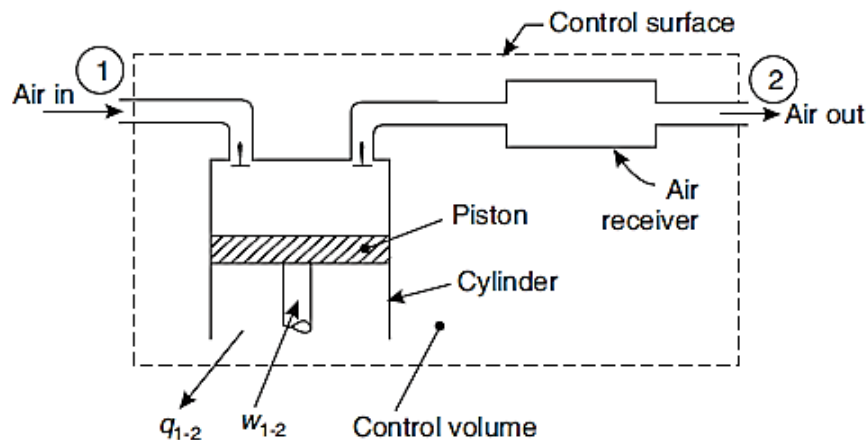 Control surface
1
2
Air in
Air out
Air
receiver
Piston
Cylinder
q1-2
w1-2
Control volume